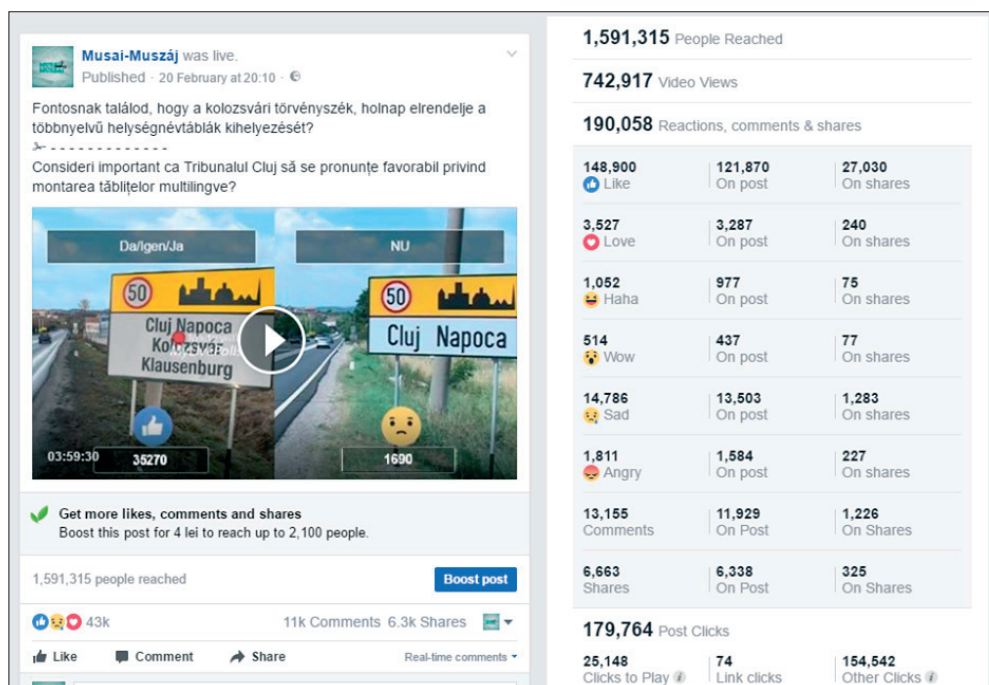 Musai-Muszáj was live.
Published · 20 February at 20:10 ·
Fontosnak találod, hogy a kolozsvári törvényszék, holnap elrendelje a
többnyelvű helységnévtáblák kihelyezését?
- - - - - - - - - - - - -
Consideri important ca Tribunalul Cluj să se pronunțe favorabil privind
montarea tăblițelor multilingve?
Da/Igen/Ja
NU
50
Cluj Napoca
Kolozsvár
Klausenburg
50
Cluj Napoca
03:59:30
35270
1690
Get more likes, comments and shares
Boost this post for 4 lei to reach up to 2,100 people.
1,591,315 people reached
Boost post
43k
11k Comments 6.3k Shares
Like Comment Share
Real-time comments
1,591,315 People Reached
742,917 Video Views
190,058 Reactions, comments & shares
148,900 121,870 27,030
Like On post On shares
3,527 3,287 240
Love On post On shares
1,052 977 75
Haha On post On shares
514 437 77
Wow On post On shares
14,786 13,503 1,283
Sad On post On shares
1,811 1,584 227
Angry On post On shares
13,155 11,929 1,226
Comments On Post On Shares
6,663 6,338 325
Shares On Post On Shares
179,764 Post Clicks
25,148 74 154,542
Clicks to Play Link clicks Other Clicks